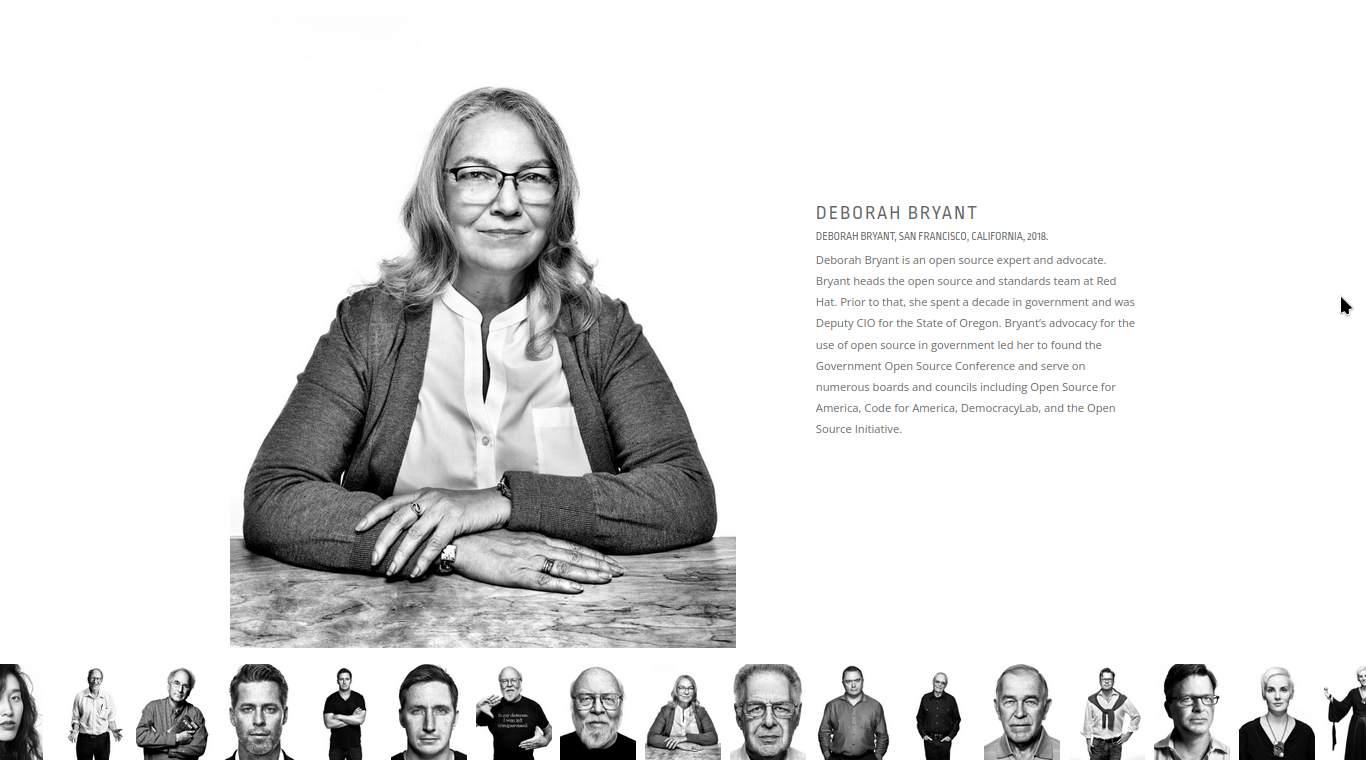 DEBORAH BRYANT
DEBORAH BRYANT, SAN FRANCISCO, CALIFORNIA, 2018.
Deborah Bryant is an open source expert and advocate.
Bryant heads the open source and standards team at Red
Hat. Prior to that, she spent a decade in government and was
Deputy CIO for the State of Oregon. Bryant’s advocacy for the
use of open source in government led her to found the
Government Open Source Conference and serve on
numerous boards and councils including Open Source for
America, Code for America, DemocracyLab, and the Open
Source Initiative.